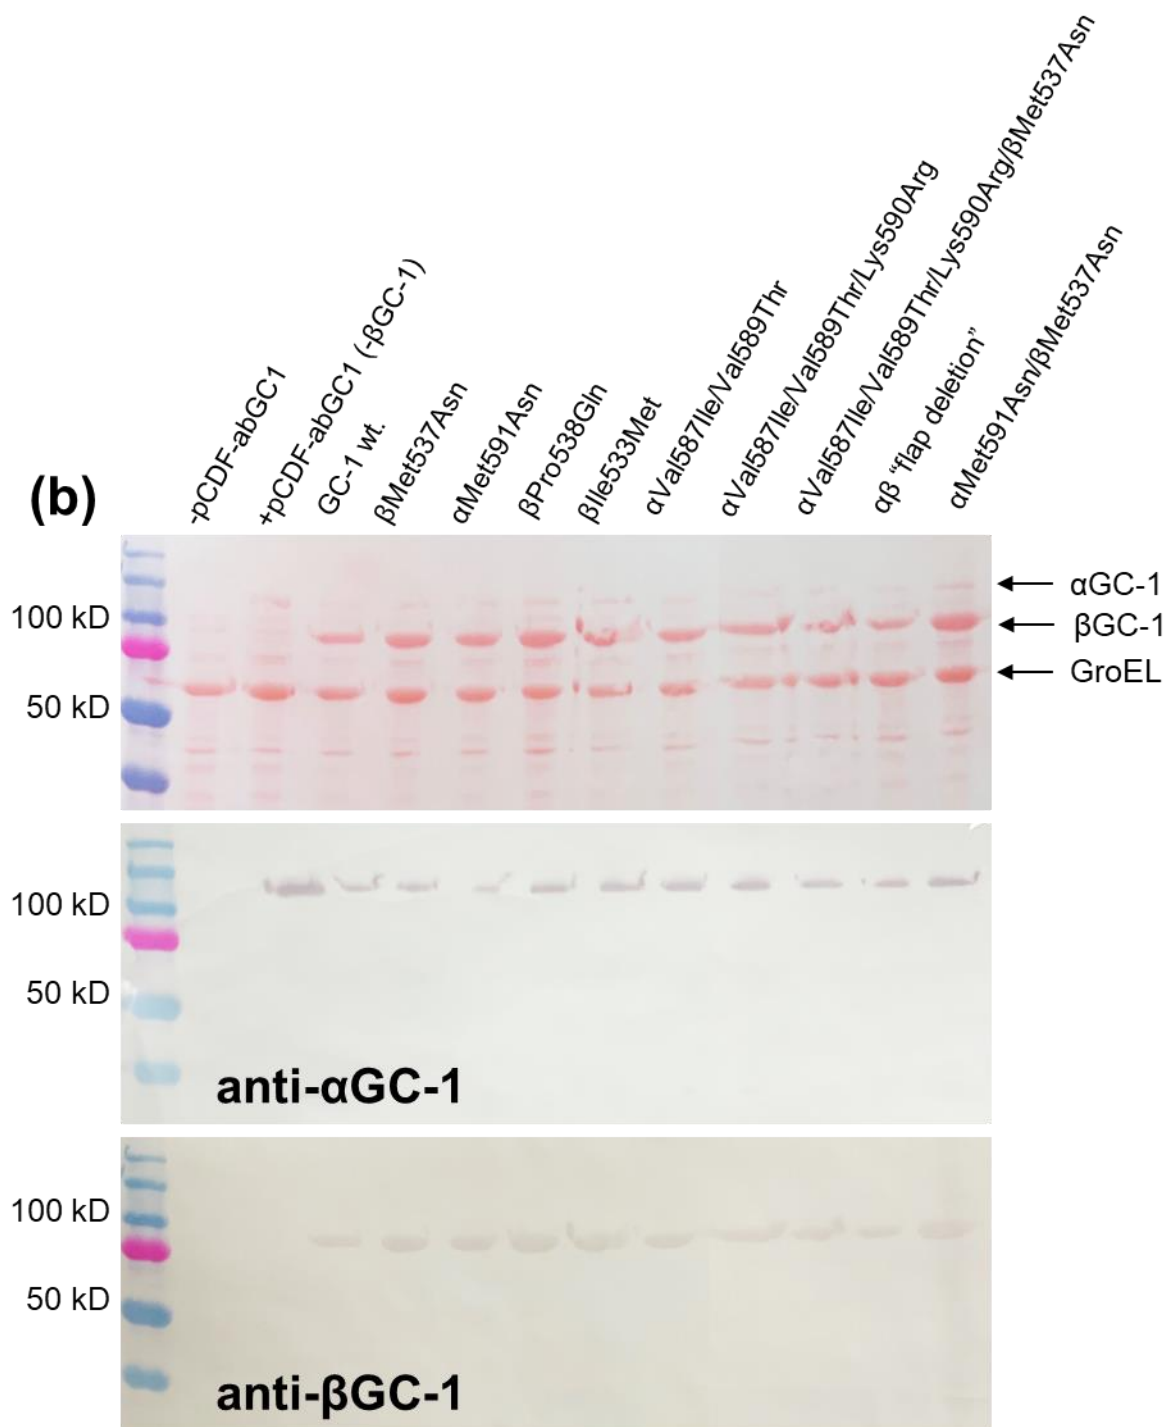 (b)
-pCDF-abGC1
+pCDF-abGC1 (-βGC-1)
GC-1 wt.
βMet537Asn
αMet591Asn
βPro538Gln
βIle533Met
αVal587Ile/Val589Thr
αVal587Ile/Val589Thr/Lys590Arg
αVal587Ile/Val589Thr/Lys590Arg/βMet537Asn
αβ “flap deletion”
αMet591Asn/βMet537Asn
100 kD
50 kD
αGC-1
βGC-1
GroEL
100 kD
50 kD
anti-αGC-1
100 kD
50 kD
anti-βGC-1